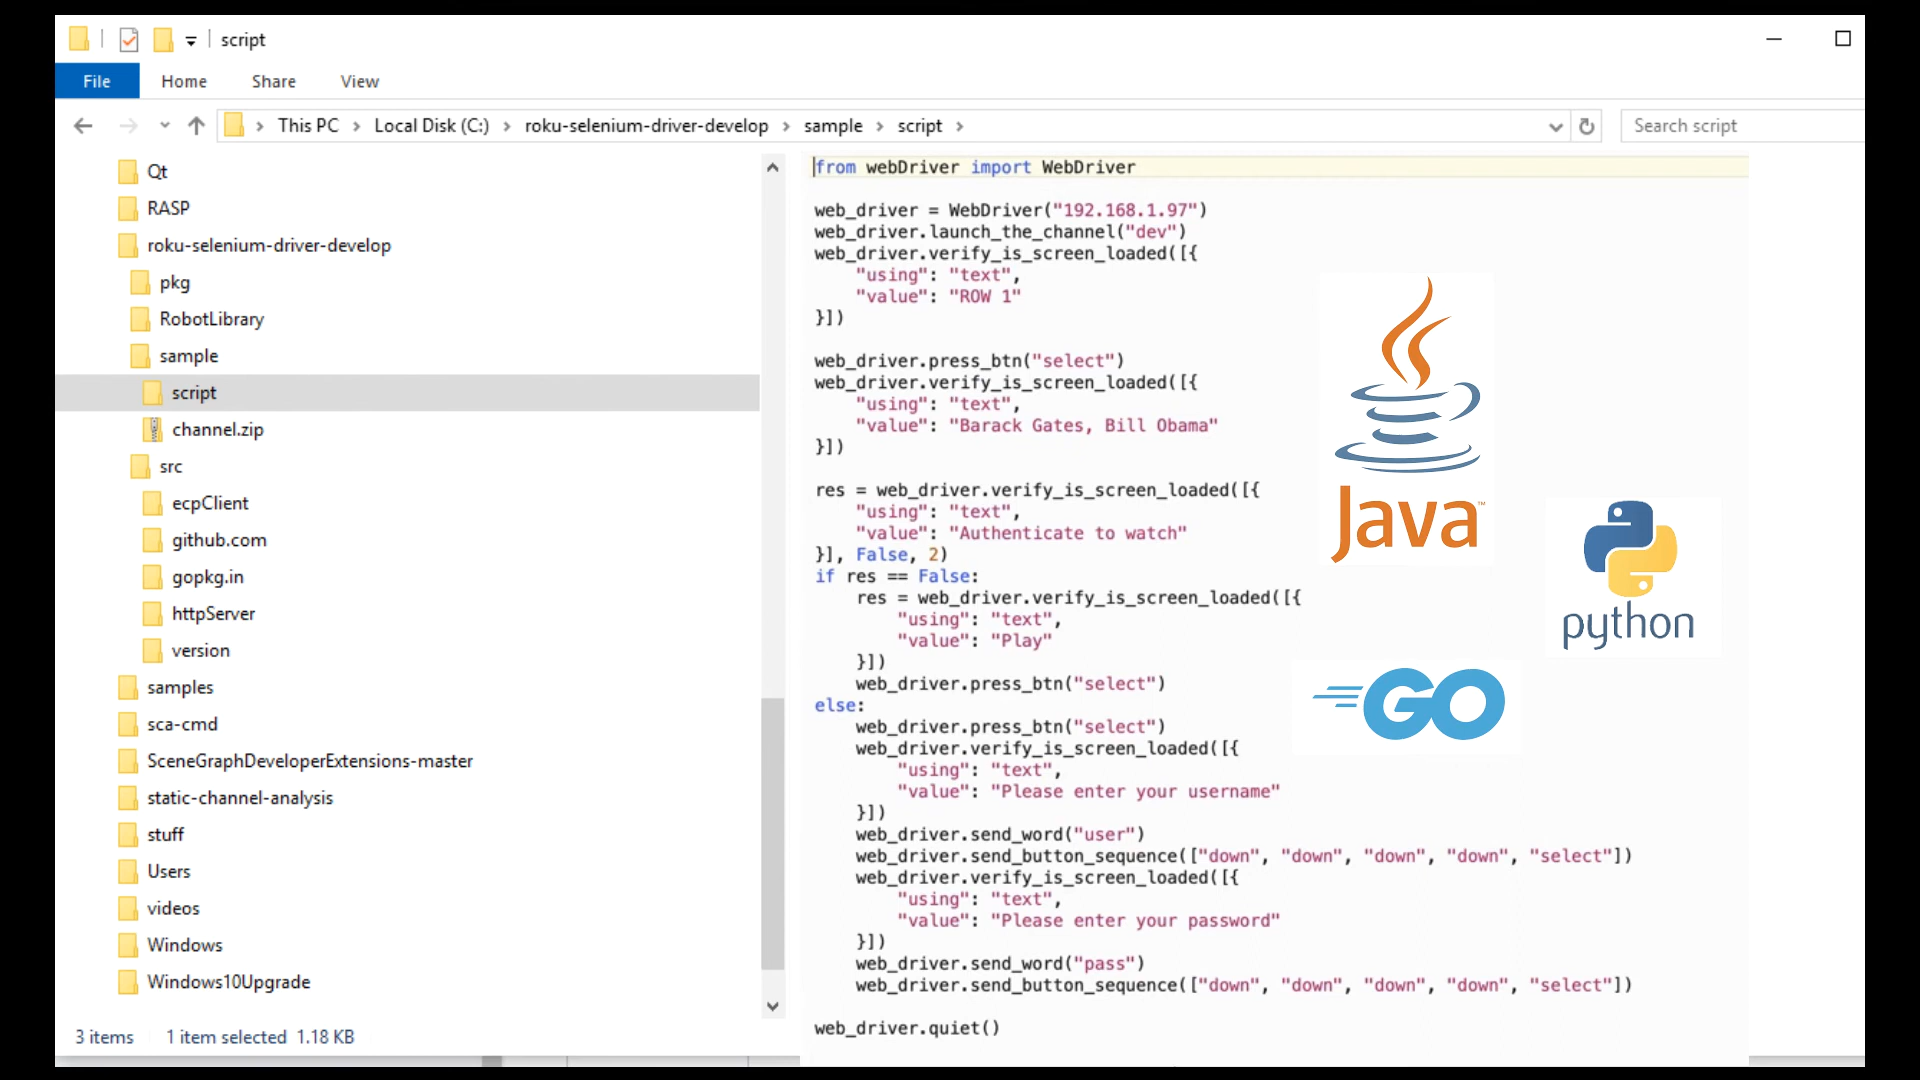 script
File Home Share View
This PC Local Disk (C:) roku-selenium-driver-develop sample script
Search script
Qt
RASP
roku-selenium-driver-develop
pkg
RobotLibrary
sample
script
channel.zip
src
ecpClient
github.com
gopkg.in
httpServer
version
samples
sca-cmd
SceneGraphDeveloperExtensions-master
static-channel-analysis
stuff
Users
videos
Windows
Windows10Upgrade
3 items 1 item selected 1.18 KB
from webDriver import WebDriver
web_driver = WebDriver("192.168.1.97")
web_driver.launch_the_channel("dev")
web_driver.verify_is_screen_loaded([{
"using": "text",
"value": "ROW 1"
}])
web_driver.press_btn("select")
web_driver.verify_is_screen_loaded([{
"using": "text",
"value": "Barack Gates, Bill Obama"
}])
res = web_driver.verify_is_screen_loaded([{
"using": "text",
"value": "Authenticate to watch"
}], False, 2)
if res == False:
res = web_driver.verify_is_screen_loaded([{
"using": "text",
"value": "Play"
}])
web_driver.press_btn("select")
else:
web_driver.press_btn("select")
web_driver.verify_is_screen_loaded([{
"using": "text",
"value": "Please enter your username"
}])
web_driver.send_word("user")
web_driver.send_button_sequence(["down", "down", "down", "down", "select"])
web_driver.verify_is_screen_loaded([{
"using": "text",
"value": "Please enter your password"
}])
web_driver.send_word("pass")
web_driver.send_button_sequence(["down", "down", "down", "down", "select"])
web_driver.quiet()
Java™
python
GO